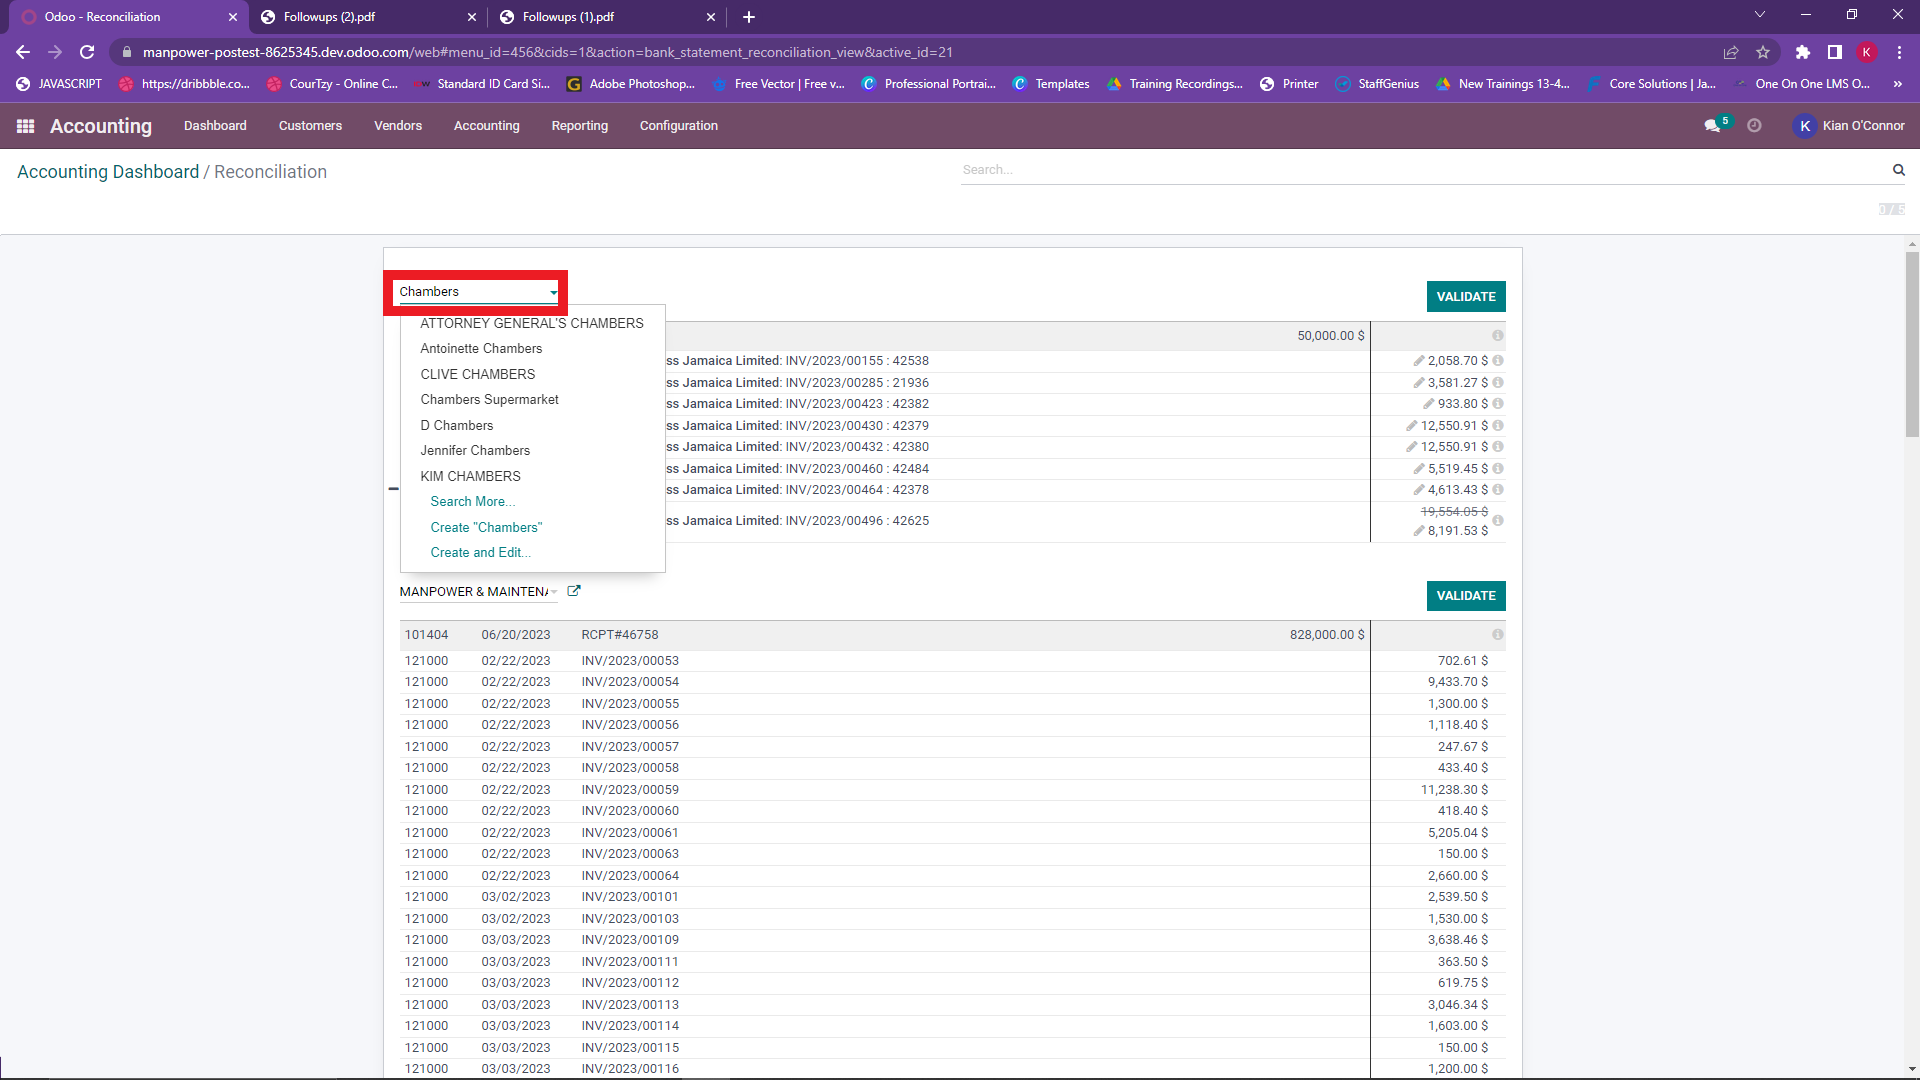 Odoo - Reconciliation
Followups (2).pdf
Followups (1).pdf
manpower-postest-8625345.dev.odoo.com/web#menu_id=456&cids=1&action=bank_statement_reconciliation_view&active_id=21
K
JAVASCRIPT
https://dribbble.co...
CourTzy - Online C...
Standard ID Card Si...
Adobe Photoshop...
Free Vector | Free v...
Professional Portrai...
Templates
Training Recordings...
Printer
StaffGenius
New Trainings 13-4...
Core Solutions | Ja...
One On One LMS O...
»
Accounting
Dashboard
Customers
Vendors
Accounting
Reporting
Configuration
5
K
Kian O'Connor
Accounting Dashboard / Reconciliation
Search...
0 / 5
Chambers
VALIDATE
ATTORNEY GENERAL'S CHAMBERS
Antoinette Chambers
CLIVE CHAMBERS
Chambers Supermarket
D Chambers
Jennifer Chambers
KIM CHAMBERS
Search More...
Create "Chambers"
Create and Edit...
50,000.00 $
ss Jamaica Limited: INV/2023/00155 : 42538 2,058.70 $
ss Jamaica Limited: INV/2023/00285 : 21936 3,581.27 $
ss Jamaica Limited: INV/2023/00423 : 42382 933.80 $
ss Jamaica Limited: INV/2023/00430 : 42379 12,550.91 $
ss Jamaica Limited: INV/2023/00432 : 42380 12,550.91 $
ss Jamaica Limited: INV/2023/00460 : 42484 5,519.45 $
ss Jamaica Limited: INV/2023/00464 : 42378 4,613.43 $
ss Jamaica Limited: INV/2023/00496 : 42625 19,554.05 $
8,191.53 $
MANPOWER & MAINTENA
VALIDATE
101404 06/20/2023 RCPT#46758 828,000.00 $
121000 02/22/2023 INV/2023/00053 702.61 $
121000 02/22/2023 INV/2023/00054 9,433.70 $
121000 02/22/2023 INV/2023/00055 1,300.00 $
121000 02/22/2023 INV/2023/00056 1,118.40 $
121000 02/22/2023 INV/2023/00057 247.67 $
121000 02/22/2023 INV/2023/00058 433.40 $
121000 02/22/2023 INV/2023/00059 11,238.30 $
121000 02/22/2023 INV/2023/00060 418.40 $
121000 02/22/2023 INV/2023/00061 5,205.04 $
121000 02/22/2023 INV/2023/00063 150.00 $
121000 02/22/2023 INV/2023/00064 2,660.00 $
121000 03/02/2023 INV/2023/00101 2,539.50 $
121000 03/02/2023 INV/2023/00103 1,530.00 $
121000 03/03/2023 INV/2023/00109 3,638.46 $
121000 03/03/2023 INV/2023/00111 363.50 $
121000 03/03/2023 INV/2023/00112 619.75 $
121000 03/03/2023 INV/2023/00113 3,046.34 $
121000 03/03/2023 INV/2023/00114 1,603.00 $
121000 03/03/2023 INV/2023/00115 150.00 $
121000 03/03/2023 INV/2023/00116 1,200.00 $